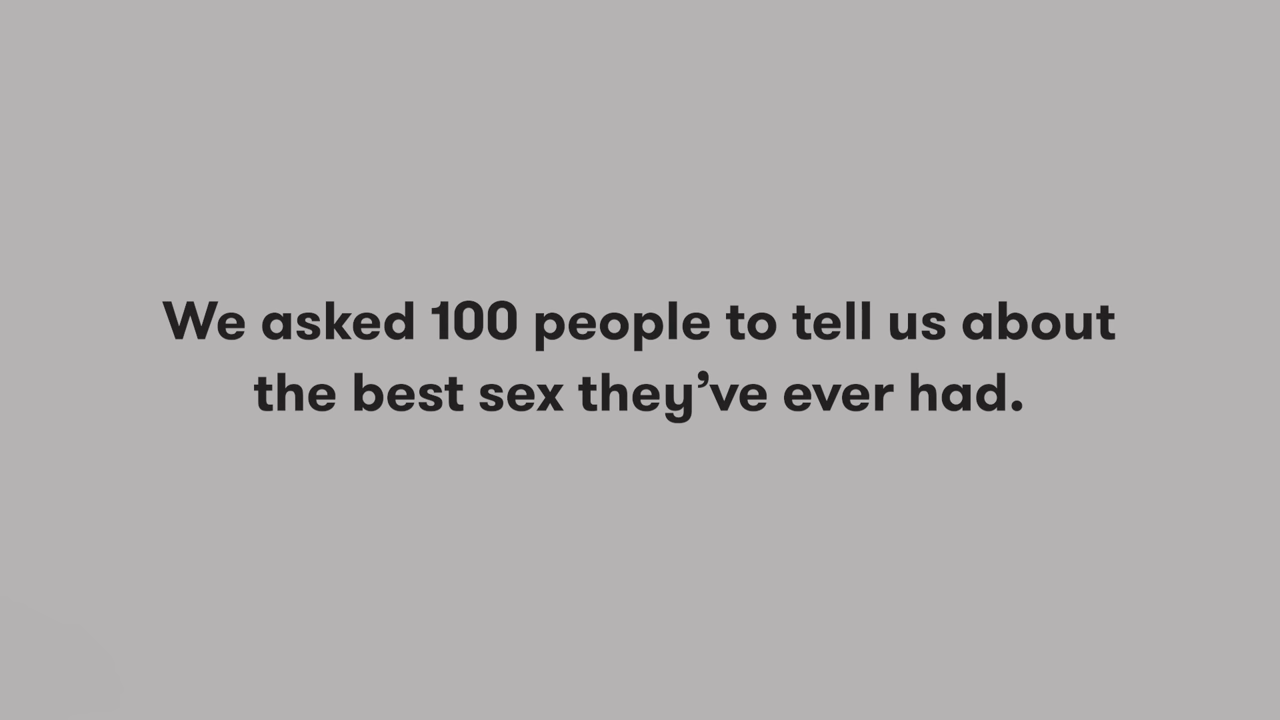 We asked 100 people to tell us about
the best sex they’ve ever had.